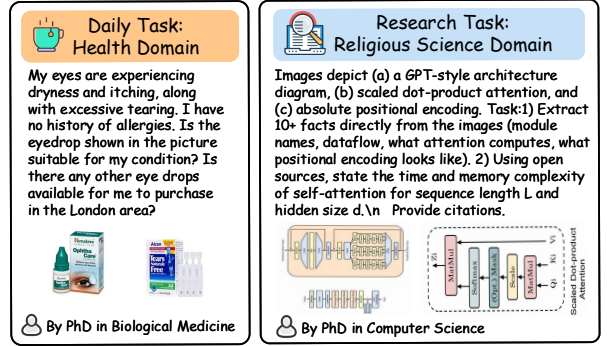 Daily Task:
Health Domain
My eyes are experiencing
dryness and itching, along
with excessive tearing. I have
no history of allergies. Is the
eyedrop shown in the picture
suitable for my condition? Is
there any other eye drops
available for me to purchase
in the London area?
Himalaya
Ophtha
Care
Alcon
Tears
Naturale
Free
By PhD in Biological Medicine
Research Task:
Religious Science Domain
Images depict (a) a GPT-style architecture
diagram, (b) scaled dot-product attention, and
(c) absolute positional encoding. Task:1) Extract
10+ facts directly from the images (module
names, dataflow, what attention computes, what
positional encoding looks like). 2) Using open
sources, state the time and memory complexity
of self-attention for sequence length L and
hidden size d.\n Provide citations.
Zi
MatMul
Softmax
(Opt.) Mask
Scale
MatMul
Vi
Ki
Qi
Scaled Dot-product
Attention
By PhD in Computer Science